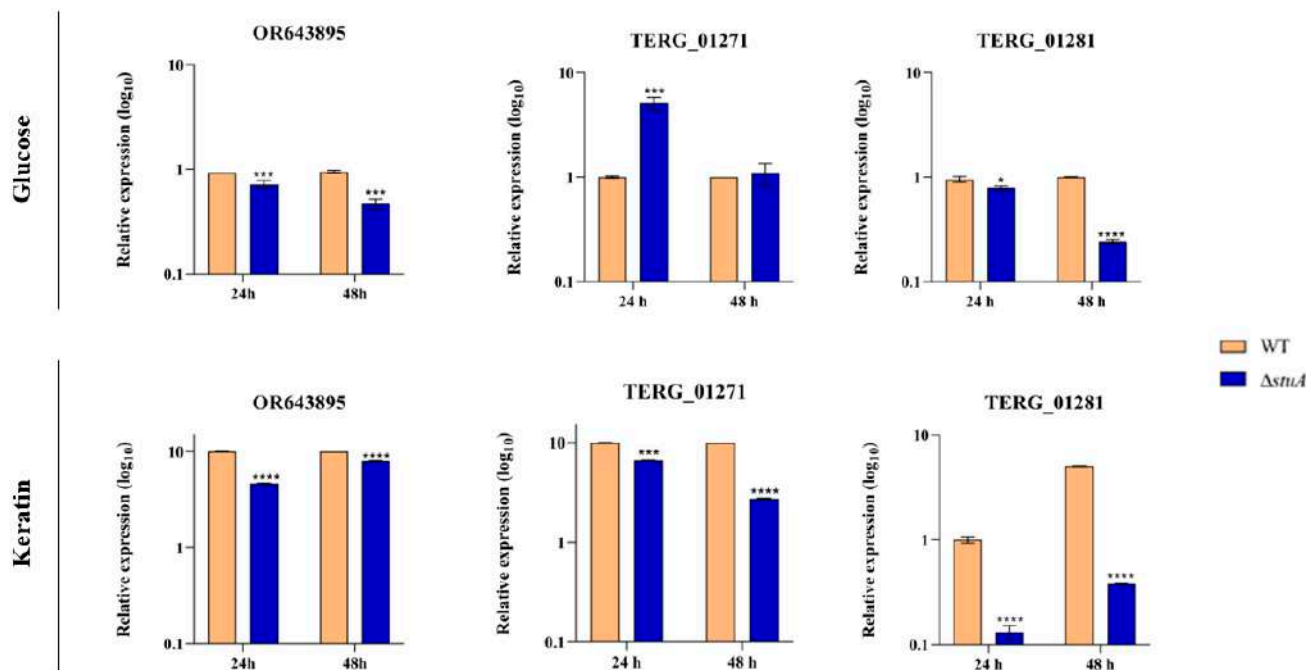 Glucose
OR643895
Relative expression (log10)
10
1
0.1
***
***
24h
48h
TERG_01271
Relative expression (log10)
10
1
0.1
***
24 h
48 h
TERG_01281
Relative expression (log10)
10
1
0.1
*
****
24 h
48 h
WT
ΔstuA
Keratin
OR643895
Relative expression (log10)
10
1
0.1
****
****
24h
48h
TERG_01271
Relative expression (log10)
10
1
0.1
***
****
24 h
48 h
TERG_01281
Relative expression (log10)
10
1
0.1
****
****
24 h
48 h